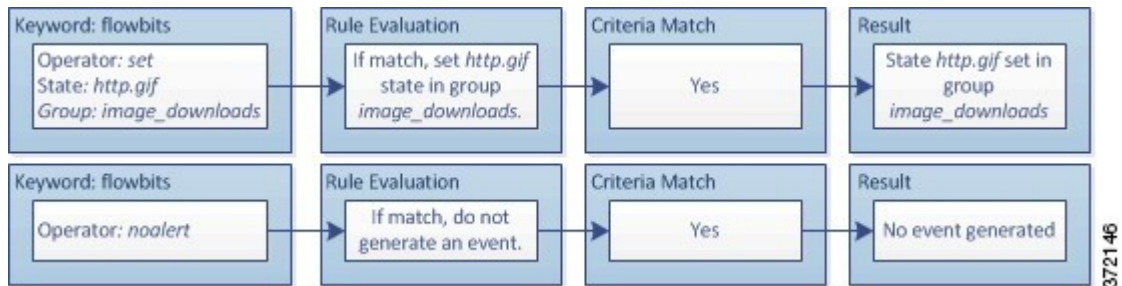 Keyword: flowbits
Operator: set
State: http.gif
Group: image_downloads
Rule Evaluation
If match, set http.gif
state in group
image_downloads.
Criteria Match
Yes
Result
State http.gif set in
group
image_downloads
Keyword: flowbits
Operator: noalert
Rule Evaluation
If match, do not
generate an event.
Criteria Match
Yes
Result
No event generated
372146